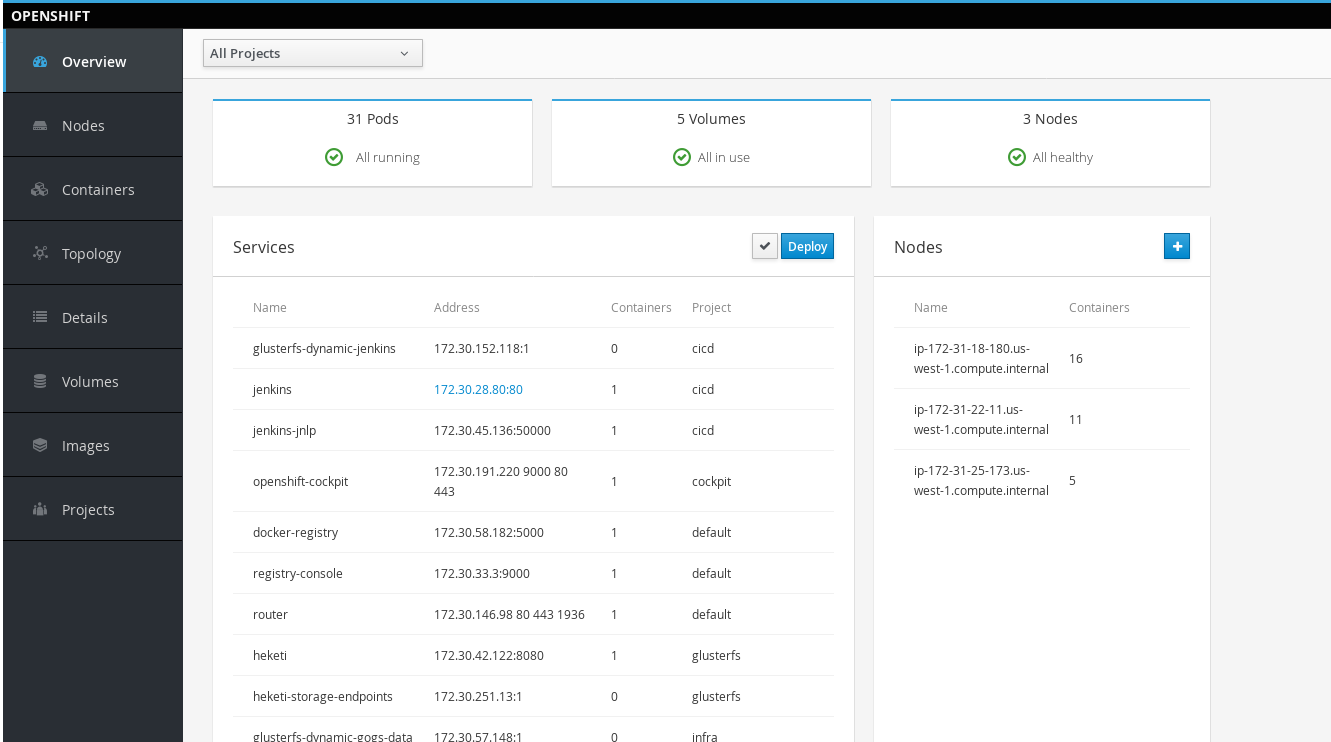 OPENSHIFT
Overview
Nodes
Containers
Topology
Details
Volumes
Images
Projects
All Projects
31 Pods
All running
5 Volumes
All in use
3 Nodes
All healthy
Services
Deploy
Name Address Containers Project
glusterfs-dynamic-jenkins 172.30.152.118:1 0 cicd
jenkins 172.30.28.80:80 1 cicd
jenkins-jnlp 172.30.45.136:50000 1 cicd
openshift-cockpit 172.30.191.220 9000 80
443 1 cockpit
docker-registry 172.30.58.182:5000 1 default
registry-console 172.30.33.3:9000 1 default
router 172.30.146.98 80 443 1936 1 default
heketi 172.30.42.122:8080 1 glusterfs
heketi-storage-endpoints 172.30.251.13:1 0 glusterfs
glusterfs-dynamic-gogs-data 172.30.57.148:1 0 infra
Nodes
Name Containers
ip-172-31-18-180.us-
west-1.compute.internal 16
ip-172-31-22-11.us-
west-1.compute.internal 11
ip-172-31-25-173.us-
west-1.compute.internal 5